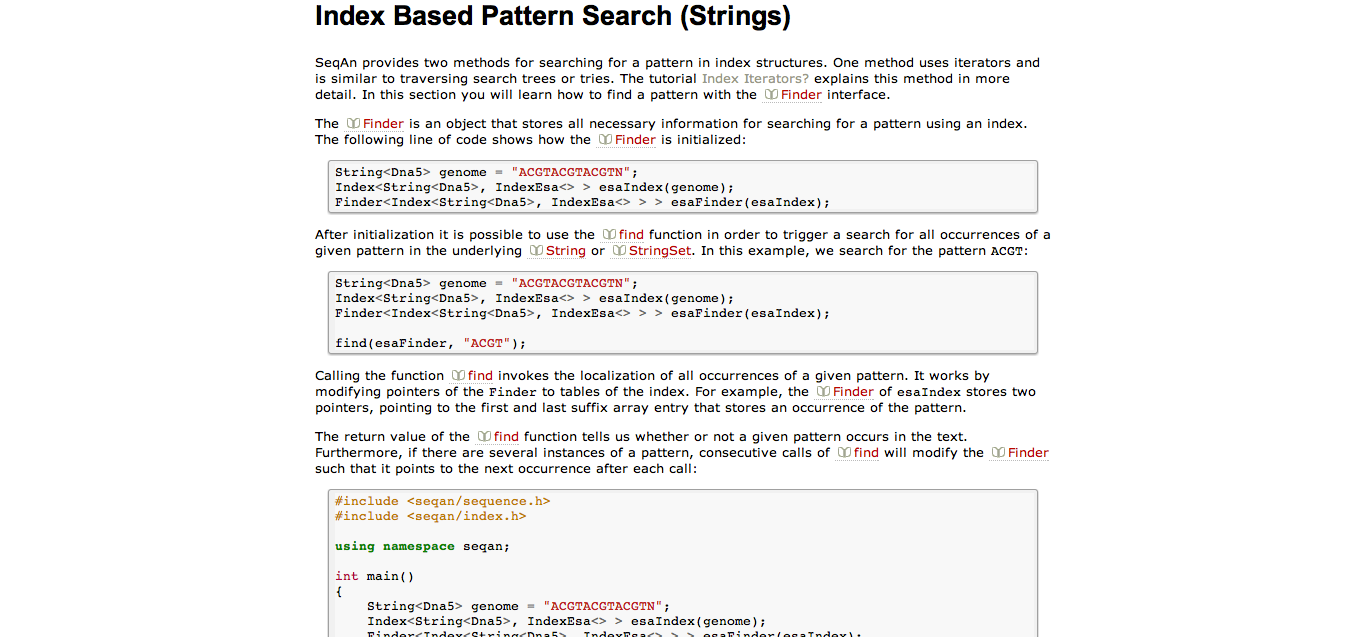 Index Based Pattern Search (Strings)
SeqAn provides two methods for searching for a pattern in index structures. One method uses iterators and
is similar to traversing search trees or tries. The tutorial Index Iterators? explains this method in more
detail. In this section you will learn how to find a pattern with the Finder interface.
The Finder is an object that stores all necessary information for searching for a pattern using an index.
The following line of code shows how the Finder is initialized:
String<Dna5> genome = "ACGTACGTACGTN";
Index<String<Dna5>, IndexEsa<> > esaIndex(genome);
Finder<Index<String<Dna5>, IndexEsa<> > > esaFinder(esaIndex);
After initialization it is possible to use the find function in order to trigger a search for all occurrences of a
given pattern in the underlying String or StringSet. In this example, we search for the pattern ACGT:
String<Dna5> genome = "ACGTACGTACGTN";
Index<String<Dna5>, IndexEsa<> > esaIndex(genome);
Finder<Index<String<Dna5>, IndexEsa<> > > esaFinder(esaIndex);
find(esaFinder, "ACGT");
Calling the function find invokes the localization of all occurrences of a given pattern. It works by
modifying pointers of the Finder to tables of the index. For example, the Finder of esaIndex stores two
pointers, pointing to the first and last suffix array entry that stores an occurrence of the pattern.
The return value of the find function tells us whether or not a given pattern occurs in the text.
Furthermore, if there are several instances of a pattern, consecutive calls of find will modify the Finder
such that it points to the next occurrence after each call:
#include <seqan/sequence.h>
#include <seqan/index.h>
using namespace seqan;
int main()
{
String<Dna5> genome = "ACGTACGTACGTN";
Index<String<Dna5>, IndexEsa<> > esaIndex(genome);
Finder<Index<String<Dna5>, IndexEsa<> > > esaFinder(esaIndex);